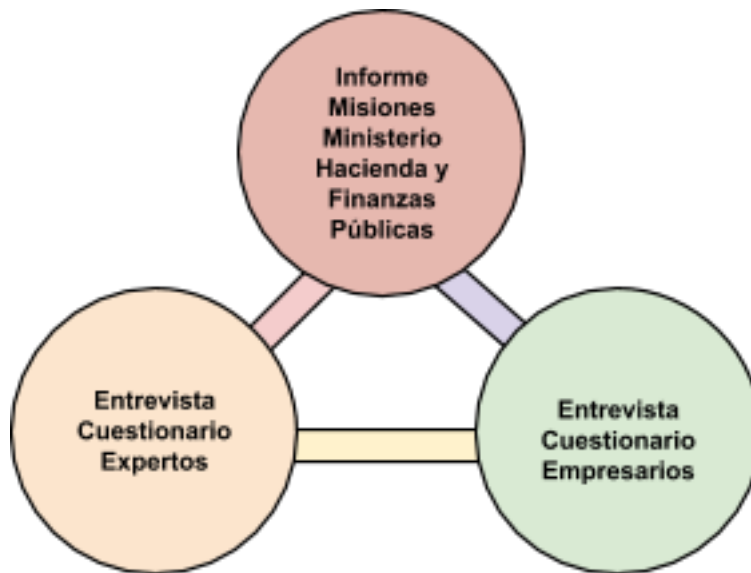 Informe
Misiones
Ministerio
Hacienda y
Finanzas
Públicas
Entrevista
Cuestionario
Expertos
Entrevista
Cuestionario
Empresarios